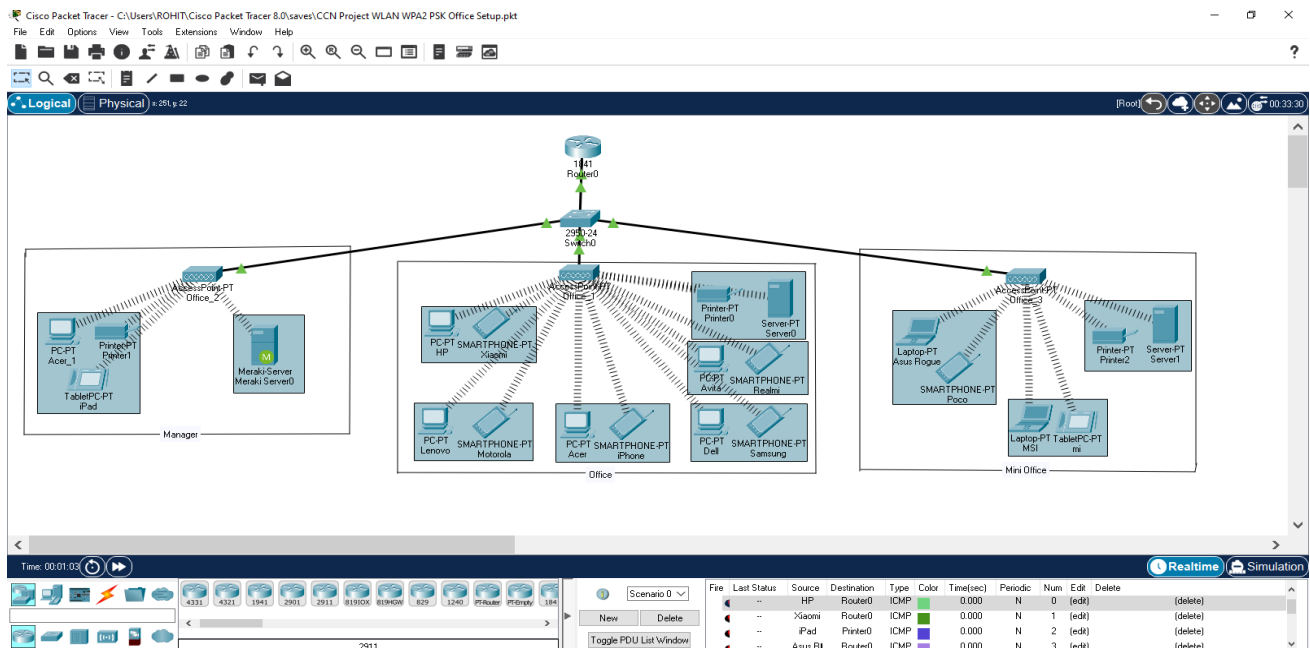 Cisco Packet Tracer - C:\Users\ROHIT\Cisco Packet Tracer 8.0\saves\CCN Project WLAN WPA2 PSK Office Setup.pkt
File Edit Options View Tools Extensions Window Help
?
Logical Physical x: 251, y: 22 [Root] 00:33:30
1841
Router0
2950-24
Switch0
AccessPoint-PT
Office_2
AccessPoint-PT
Office_1
AccessPoint-PT
Office_3
PC-PT
Acer_1
Printer-PT
Printer1
TabletPC-PT
iPad
M
Meraki-Server
Meraki Server0
Manager
PC-PT
HP
SMARTPHONE-PT
Xiaomi
Printer-PT
Printer0
Server-PT
Server0
PC-PT
Avita
SMARTPHONE-PT
Realmi
PC-PT
Lenovo
SMARTPHONE-PT
Motorola
PC-PT
Acer
SMARTPHONE-PT
iPhone
PC-PT
Dell
SMARTPHONE-PT
Samsung
Office
Laptop-PT
Asus Rogue
SMARTPHONE-PT
Poco
Printer-PT
Printer2
Server-PT
Server1
Laptop-PT
MSI
TabletPC-PT
mi
Mini Office
Time: 00:01:03 Realtime Simulation
4331 4321 1941 2901 2911 819IOX 819HGW 829 1240 PT-Router PT-Empty 184
2911
Scenario 0
New Delete
Toggle PDU List Window
Fire Last Status Source Destination Type Color Time(sec) Periodic Num Edit Delete
-- HP Router0 ICMP 0.000 N 0 (edit) (delete)
-- Xiaomi Router0 ICMP 0.000 N 1 (edit) (delete)
-- iPad Printer0 ICMP 0.000 N 2 (edit) (delete)
-- Asus Router0 ICMP 0.000 N 3 (edit) (delete)